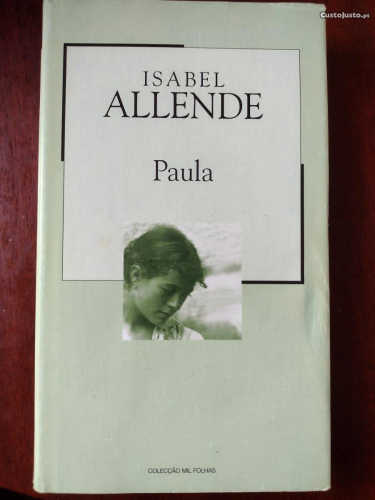 CustoJusto.pt
ISABEL
ALLENDE
Paula
COLECÇÃO MIL FOLHAS